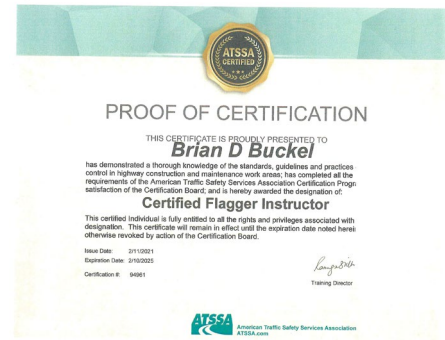 ATSSA
CERTIFIED
PROOF OF CERTIFICATION
THIS CERTIFICATE IS PROUDLY PRESENTED TO
Brian D Buckel
has demonstrated a thorough knowledge of the standards, guidelines and practices
control in highway construction and maintenance work areas; has completed all the
requirements of the American Traffic Safety Services Association Certification Progr
satisfaction of the Certification Board; and is hereby awarded the designation of:
Certified Flagger Instructor
This certified Individual is fully entitled to all the rights and privileges associated with
designation. This certificate will remain in effect until the expiration date noted herei
otherwise revoked by action of the Certification Board.
Issue Date: 2/11/2021
Expiration Date: 2/10/2025
Certification #: 94961
Training Director
ATSSA
American Traffic Safety Services Association
ATSSA.com